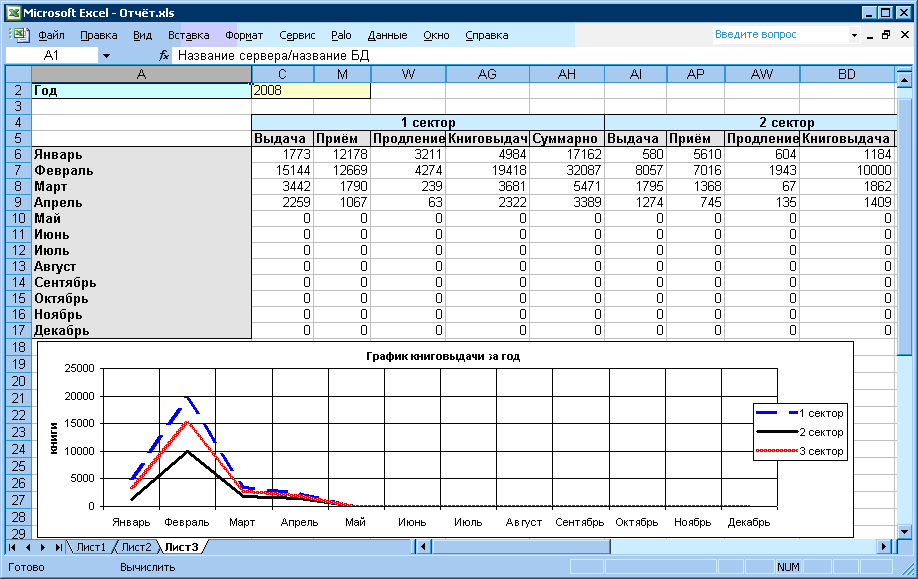 Microsoft Excel - Отчёт.xls
Файл Правка Вид Вставка Формат Сервис Palo Данные Окно Справка Введите вопрос
A1 fx Название сервера/название БД
A C M W AG AH AI AP AW BD
2 Год 2008
3
4 1 сектор 2 сектор
5 Выдача Приём Продление Книговыдач Суммарно Выдача Приём Продление Книговыдача
6 Январь 1773 12178 3211 4984 17162 580 5610 604 1184
7 Февраль 15144 12669 4274 19418 32087 8057 7016 1943 10000
8 Март 3442 1790 239 3681 5471 1795 1368 67 1862
9 Апрель 2259 1067 63 2322 3389 1274 745 135 1409
10 Май 0 0 0 0 0 0 0 0 0
11 Июнь 0 0 0 0 0 0 0 0 0
12 Июль 0 0 0 0 0 0 0 0 0
13 Август 0 0 0 0 0 0 0 0 0
14 Сентябрь 0 0 0 0 0 0 0 0 0
15 Октябрь 0 0 0 0 0 0 0 0 0
16 Ноябрь 0 0 0 0 0 0 0 0 0
17 Декабрь 0 0 0 0 0 0 0 0 0
18
19
20
21
22
23
24
25
26
27
28
29
График книговыдачи за год
книги
25000
20000
15000
10000
5000
0
Январь Февраль Март Апрель Май Июнь Июль Август Сентябрь Октябрь Ноябрь Декабрь
1 сектор
2 сектор
3 сектор
Лист1 Лист2 Лист3
Готово Вычислить NUM